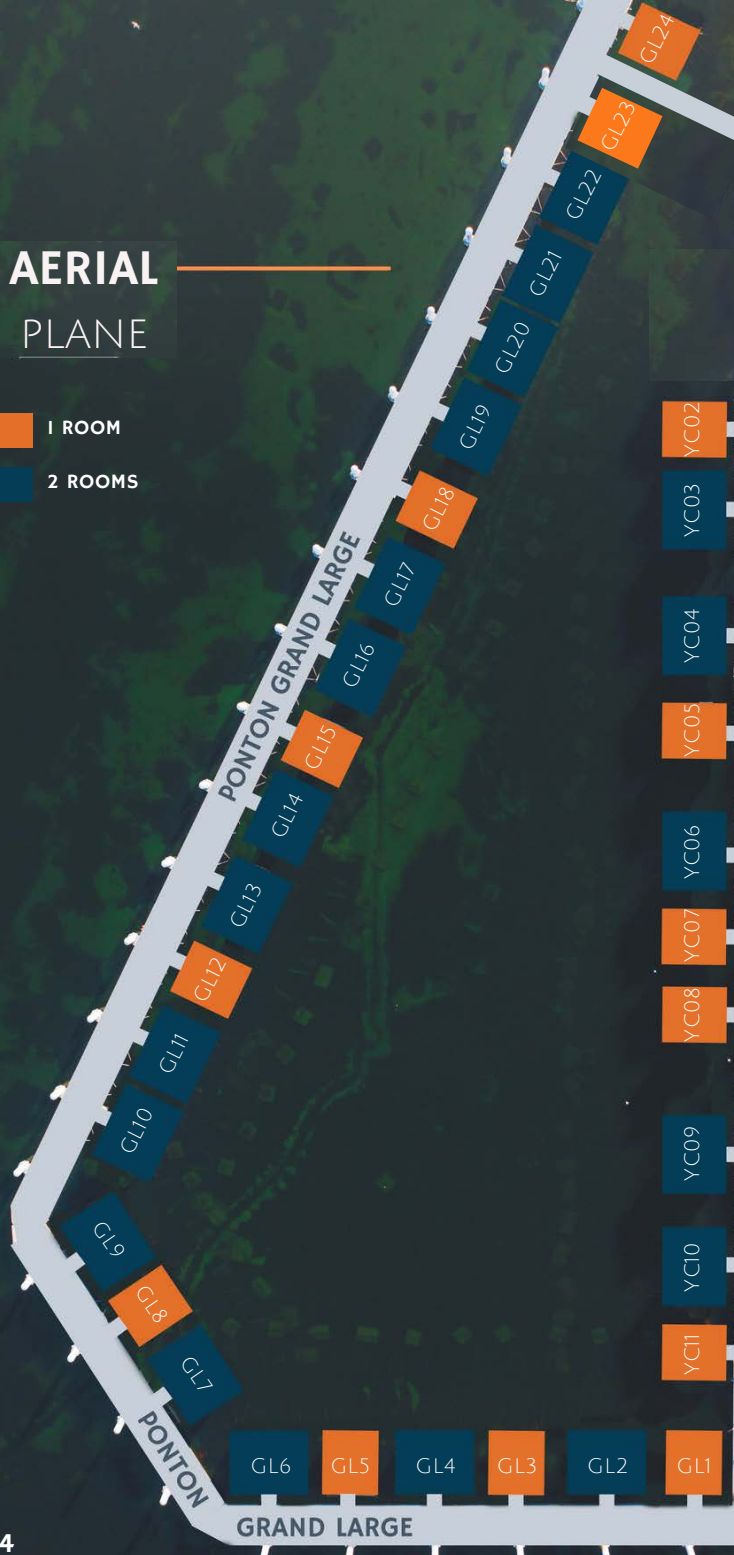 AERIAL
PLANE
1 ROOM
2 ROOMS
GL24
GL23
GL22
GL21
GL20
GL19
GL18
GL17
GL16
GL15
GL14
GL13
GL12
GL11
GL10
GL9
GL8
GL7
PONTON GRAND LARGE
YC02
YC03
YC04
YC05
YC06
YC07
YC08
YC09
YC10
YC11
GL6 GL5 GL4 GL3 GL2 GL1
PONTON
GRAND LARGE
4